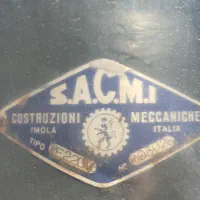 S.A.C.M.I
COSTRUZIONI MECCANICHE
IMOLA ITALIA
TIPO
N°